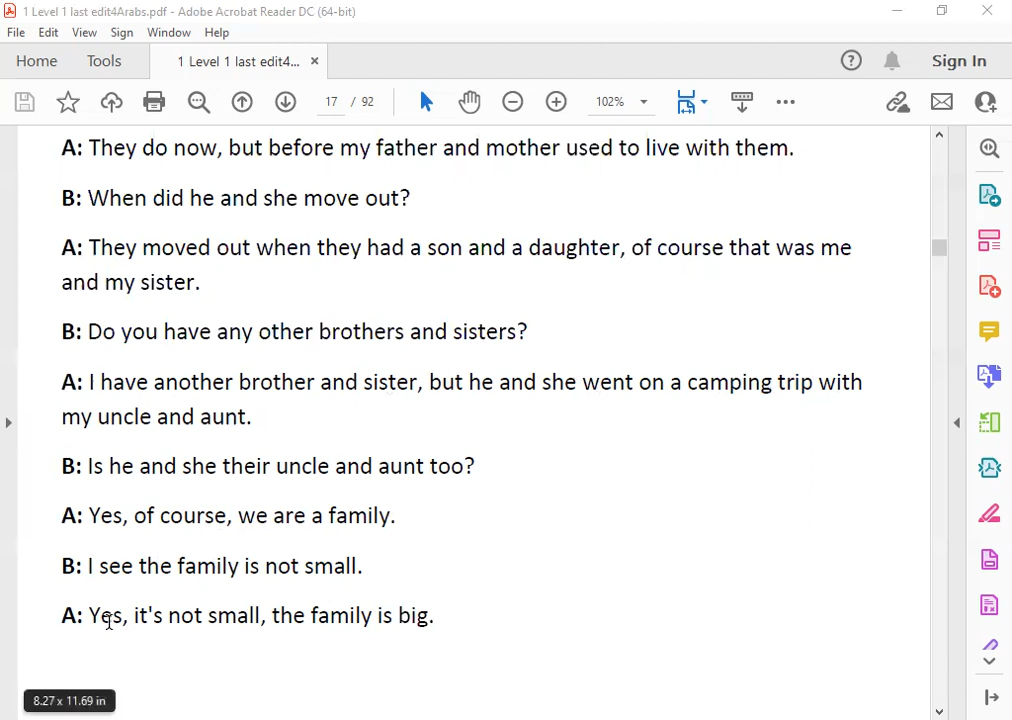 1 Level 1 last edit4Arabs.pdf - Adobe Acrobat Reader DC (64-bit)
File Edit View Sign Window Help
Home Tools 1 Level 1 last edit4... × Sign In
17 / 92 102%
A: They do now, but before my father and mother used to live with them.
B: When did he and she move out?
A: They moved out when they had a son and a daughter, of course that was me
and my sister.
B: Do you have any other brothers and sisters?
A: I have another brother and sister, but he and she went on a camping trip with
my uncle and aunt.
B: Is he and she their uncle and aunt too?
A: Yes, of course, we are a family.
B: I see the family is not small.
A: Yes, it's not small, the family is big.
8.27 x 11.69 in